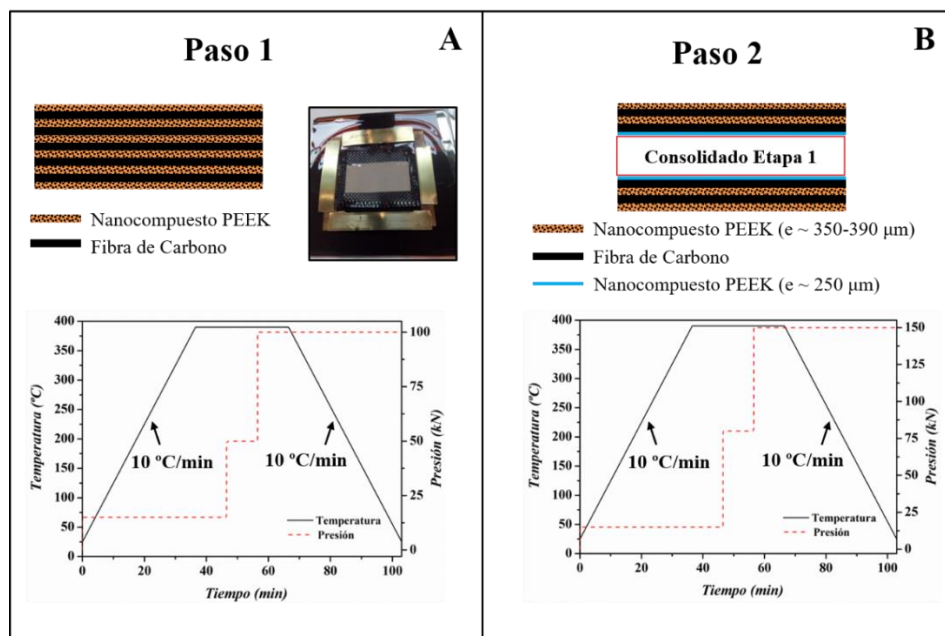 Paso 1
A
Nanocompuesto PEEK
Fibra de Carbono
400
350
300
250
200
150
100
50
0
Temperatura (ºC)
100
75
50
25
0
Presión (kN)
10 ºC/min
10 ºC/min
Temperatura
Presión
0
20
40
60
80
100
Tiempo (min)
Paso 2
B
Consolidado Etapa 1
Nanocompuesto PEEK (e ~ 350-390 μm)
Fibra de Carbono
Nanocompuesto PEEK (e ~ 250 μm)
400
350
300
250
200
150
100
50
0
Temperatura (ºC)
150
125
100
75
50
25
0
Presión (kN)
10 ºC/min
10 ºC/min
Temperatura
Presión
0
20
40
60
80
100
Tiempo (min)